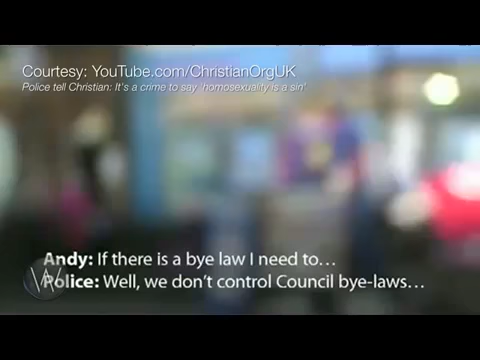 Courtesy: YouTube.com/ChristianOrgUK
Police tell Christian: It's a crime to say 'homosexuality is a sin'
Andy: If there is a bye law I need to…
Police: Well, we don't control Council bye-laws…